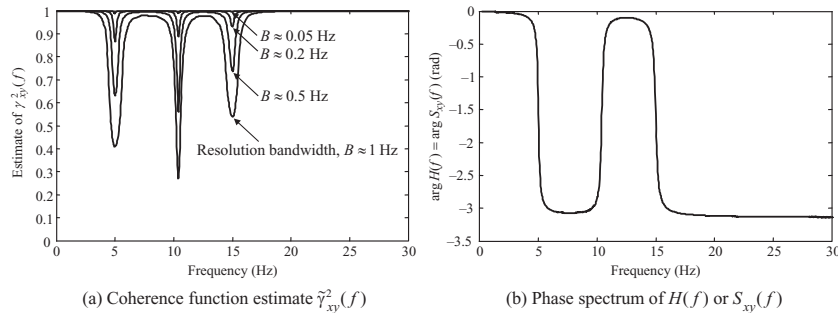 1
0.9
0.8
0.7
0.6
0.5
0.4
0.3
0.2
0.1
0
0 5 10 15 20 25 30
Estimate of γ²xy(f)
Frequency (Hz)
B ≈ 0.05 Hz
B ≈ 0.2 Hz
B ≈ 0.5 Hz
Resolution bandwidth, B ≈ 1 Hz
(a) Coherence function estimate γ̃²xy(f)
0
−0.5
−1
−1.5
−2
−2.5
−3
−3.5
0 5 10 15 20 25 30
arg H(f) = arg Sxy(f) (rad)
Frequency (Hz)
(b) Phase spectrum of H(f) or Sxy(f)